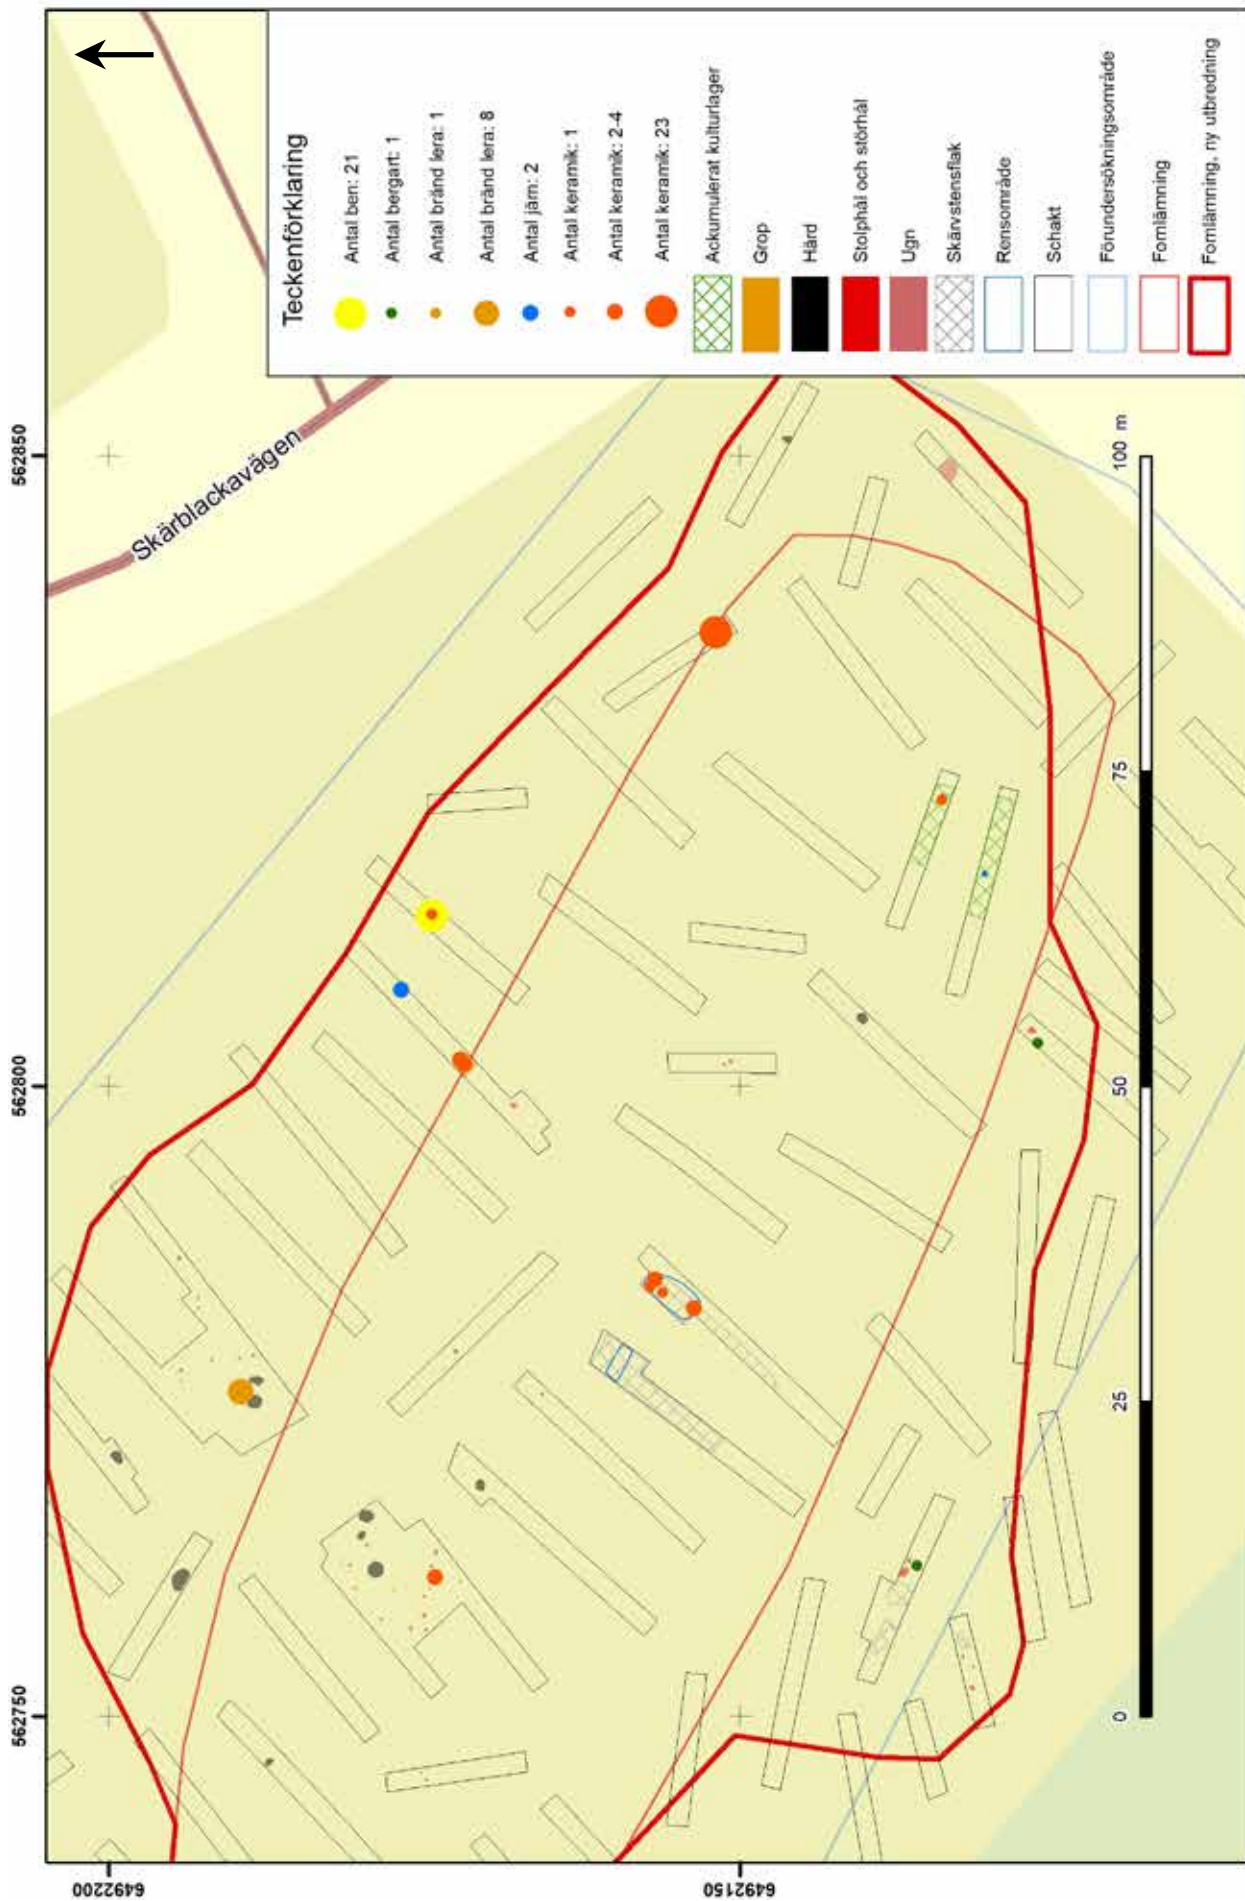 Teckenförklaring
Antal ben: 21
Antal bergart: 1
Antal bränd lera: 1
Antal bränd lera: 8
Antal järn: 2
Antal keramik: 1
Antal keramik: 2-4
Antal keramik: 23
Ackumulerat kulturlager
Grop
Härd
Stolphål och störhål
Ugn
Skärvstensflak
Rensområde
Schakt
Förundersökningsområde
Fornlämning
Fornlämning, ny utbredning
Skärblackavägen
562850
562800
562750
6492200
6492150
0
25
50
75
100 m